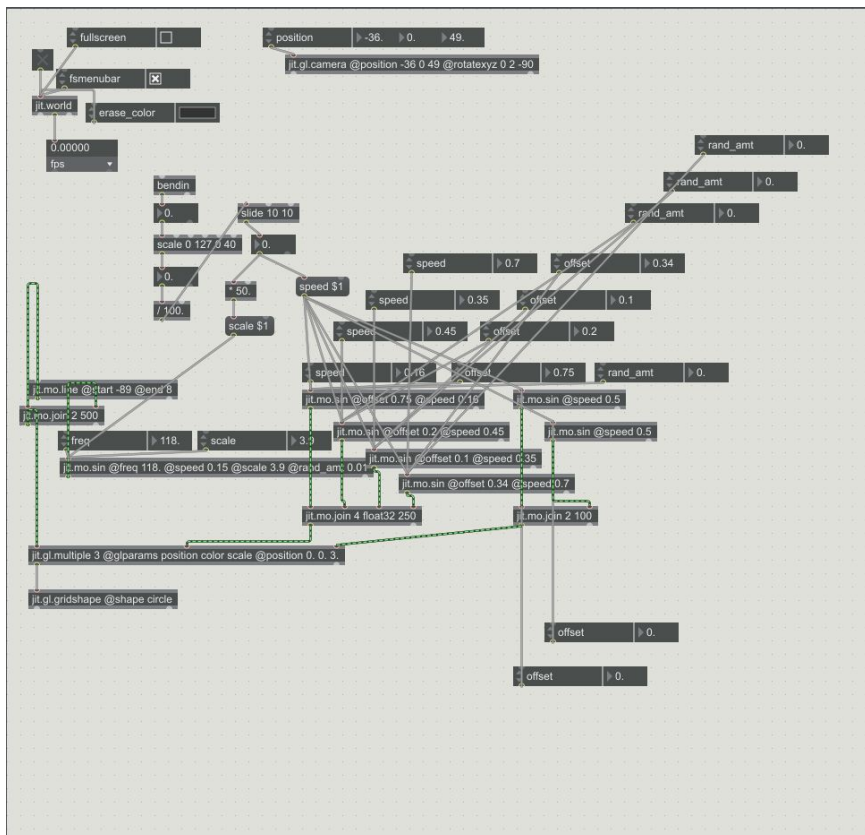 fullscreen
position -36. 0. 49.
jit.gl.camera @position -36 0 49 @rotatexyz 0 2 -90
fsmenubar
jit.world
erase_color
0.00000
fps
rand_amt 0.
rand_amt 0.
rand_amt 0.
bendin
0.
slide 10 10
scale 0 127 0 40
0.
speed 0.7
offset 0.34
0.
* 50.
speed $1
speed 0.35
offset 0.1
/ 100.
scale $1
speed 0.45
offset 0.2
speed 0.16
offset 0.75
rand_amt 0.
jit.mo.line @start -89 @end 8
jit.mo.sin @offset 0.75 @speed 0.16
jit.mo.sin @speed 0.5
jit.mo.join 2 500
jit.mo.sin @offset 0.2 @speed 0.45
jit.mo.sin @speed 0.5
freq 118.
scale 3.9
jit.mo.sin @offset 0.1 @speed 0.35
jit.mo.sin @freq 118. @speed 0.15 @scale 3.9 @rand_amt 0.01
jit.mo.sin @offset 0.34 @speed 0.7
jit.mo.join 4 float32 250
jit.mo.join 2 100
jit.gl.multiple 3 @glparams position color scale @position 0. 0. 3.
jit.gl.gridshape @shape circle
offset 0.
offset 0.